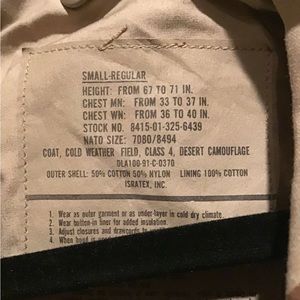 SMALL-REGULAR
HEIGHT: FROM 67 TO 71 IN.
CHEST MN: FROM 33 TO 37 IN.
CHEST WN: FROM 36 TO 40 IN.
STOCK NO. 8415-01-325-6439
NATO SIZE: 7080/8494
COAT, COLD WEATHER FIELD, CLASS 4, DESERT CAMOUFLAGE
DLA100-91-C-0370
OUTER SHELL: 50% COTTON 50% NYLON LINING 100% COTTON
ISRATEX, INC.
1. Wear as outer garment or as under-layer in cold dry climate.
2. Wear button-in liner for added insulation.
3. Adjust closures and drawcords to
4. When hood is